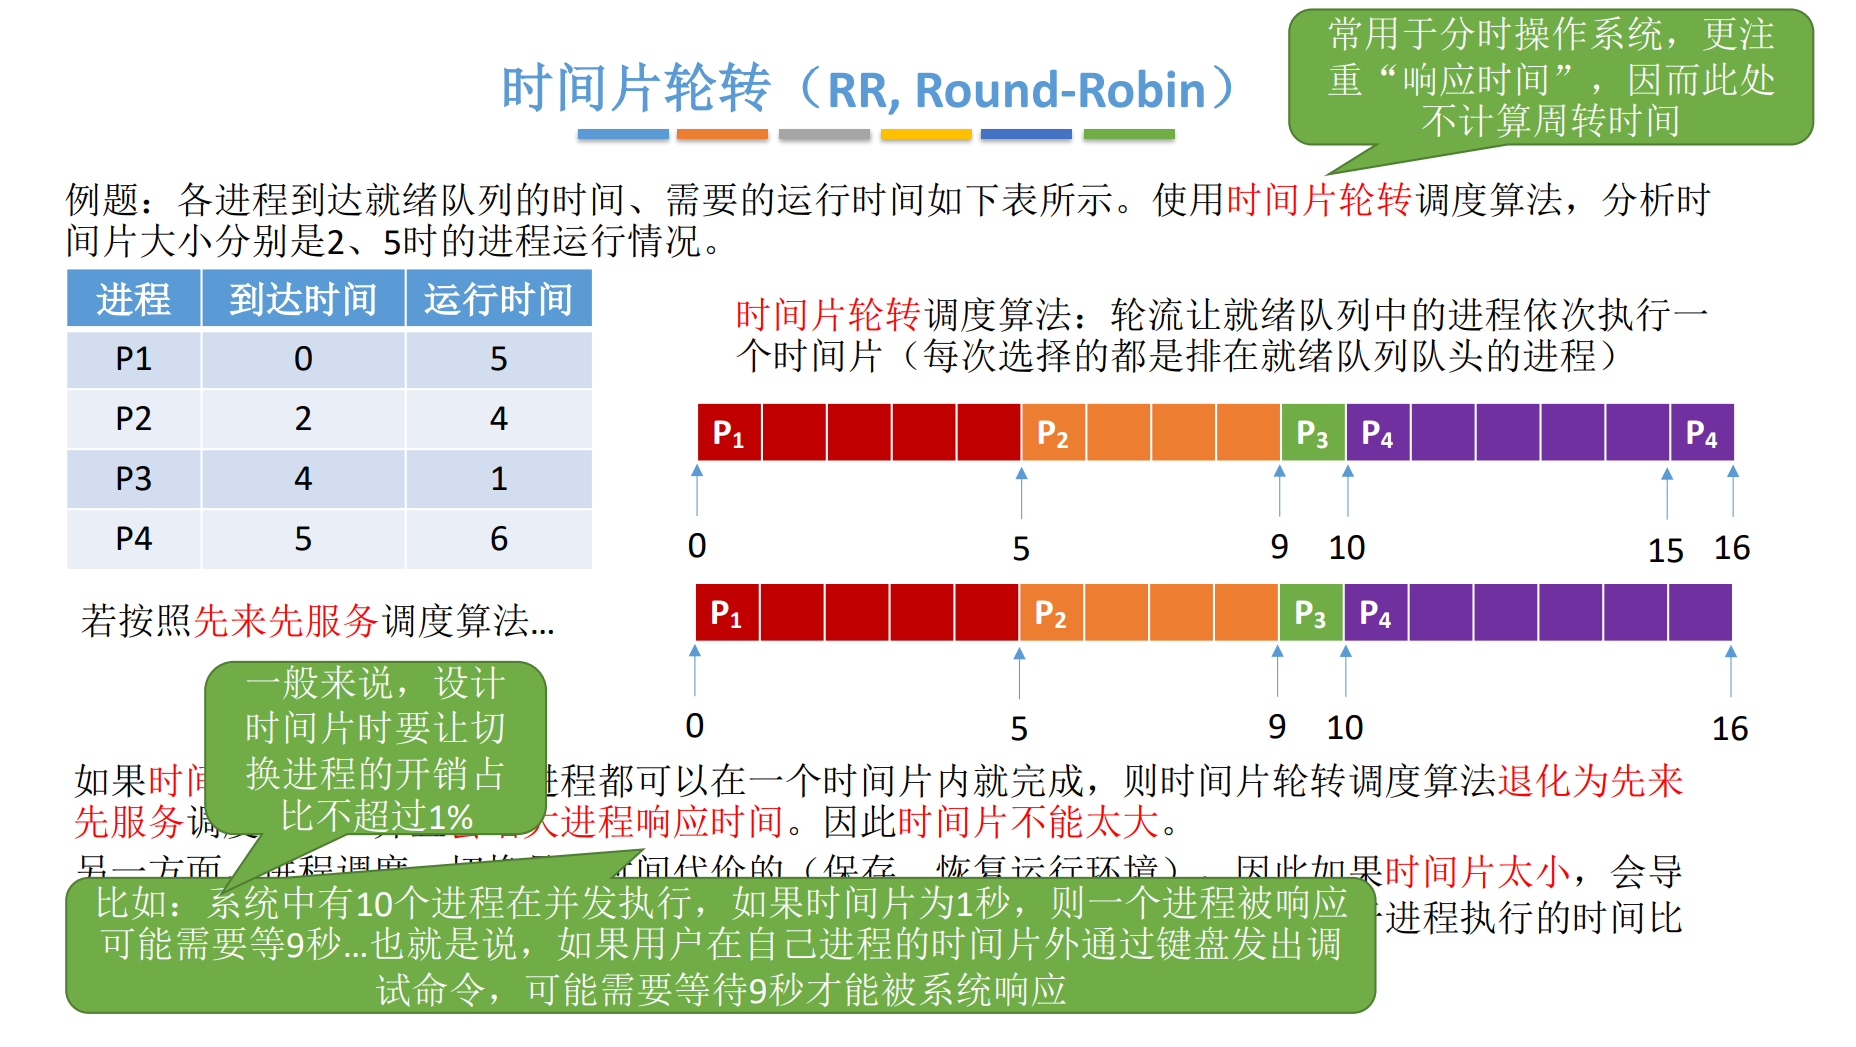 常用于分时操作系统，更注
重“响应时间”，因而此处
不计算周转时间
时间片轮转（RR, Round-Robin）
例题：各进程到达就绪队列的时间、需要的运行时间如下表所示。使用时间片轮转调度算法，分析时
间片大小分别是2、5时的进程运行情况。
进程 到达时间 运行时间
P1 0 5
P2 2 4
P3 4 1
P4 5 6
时间片轮转调度算法：轮流让就绪队列中的进程依次执行一
个时间片（每次选择的都是排在就绪队列队头的进程）
P1 P2 P3 P4 P4
0 5 9 10 15 16
若按照先来先服务调度算法...
P1 P2 P3 P4
0 5 9 10 16
一般来说，设计
时间片时要让切
换进程的开销占
比不超过1%
如果时间 进程都可以在一个时间片内就完成，则时间片轮转调度算法退化为先来
先服务调度 大进程响应时间。因此时间片不能太大。
另一方面，进程调度、切换 时间代价的（保存、恢复运行环境），因此如果时间片太小，会导
进程执行的时间比
比如：系统中有10个进程在并发执行，如果时间片为1秒，则一个进程被响应
可能需要等9秒...也就是说，如果用户在自己进程的时间片外通过键盘发出调
试命令，可能需要等待9秒才能被系统响应